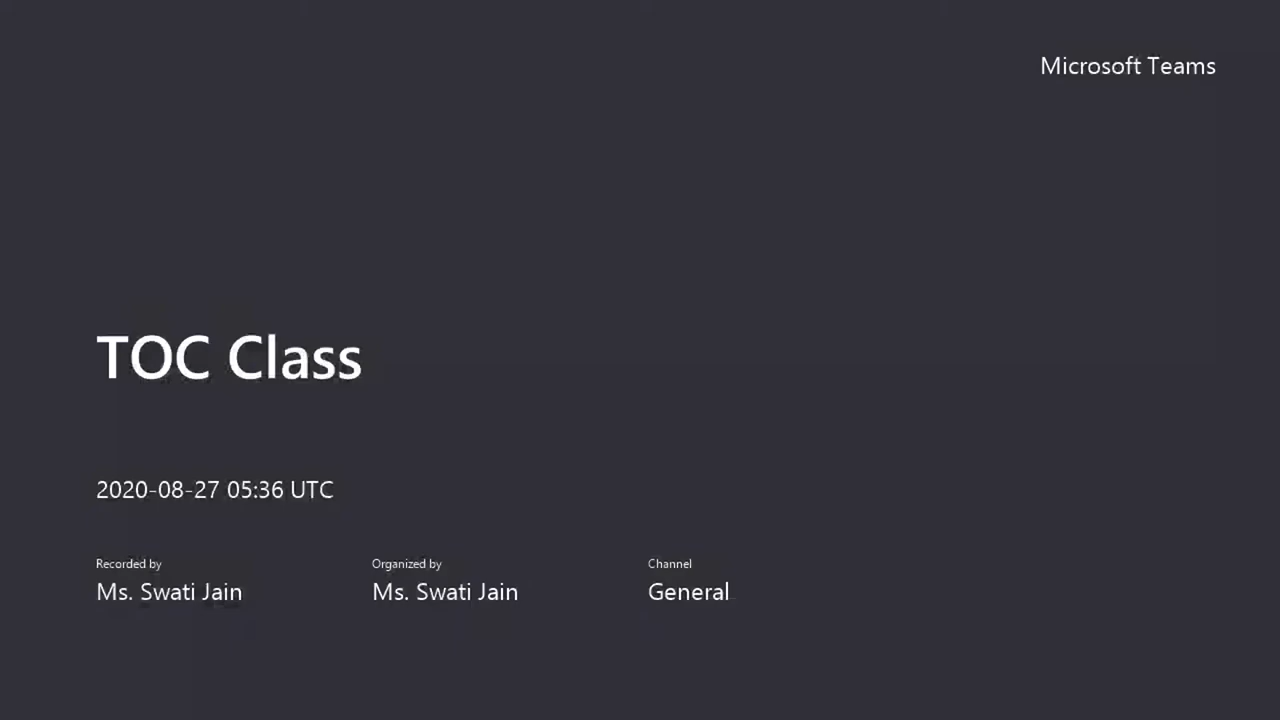 Microsoft Teams
TOC Class
2020-08-27 05:36 UTC
Recorded by
Ms. Swati Jain
Organized by
Ms. Swati Jain
Channel
General